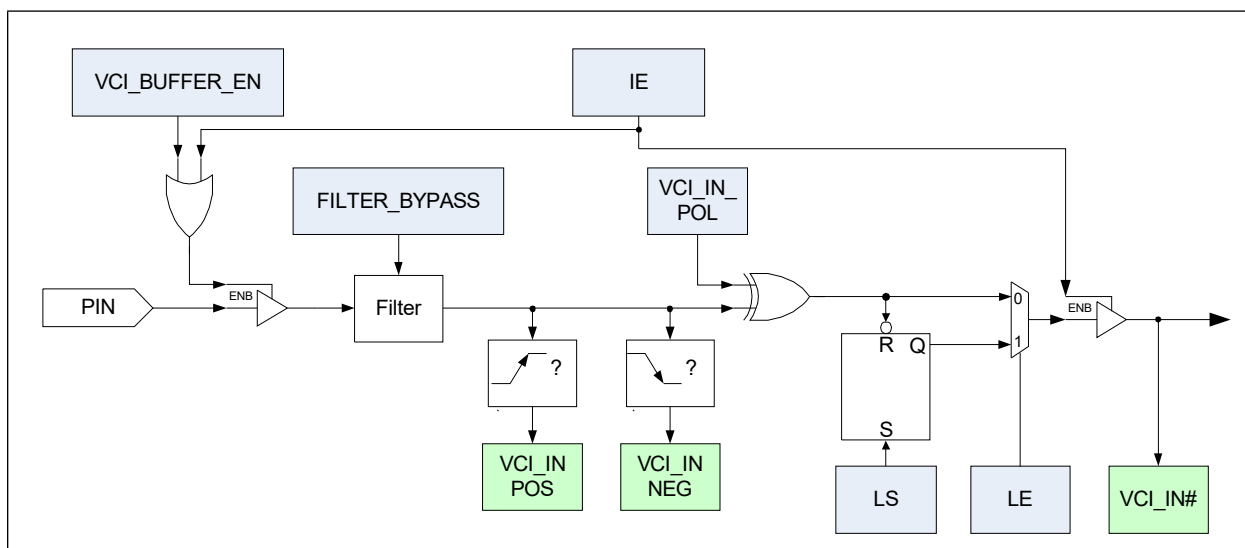 VCI_BUFFER_EN
IE
FILTER_BYPASS
VCI_IN_
POL
PIN
ENB
Filter
0
1
ENB
R
Q
S
?
?
VCI_IN
POS
VCI_IN
NEG
LS
LE
VCI_IN#